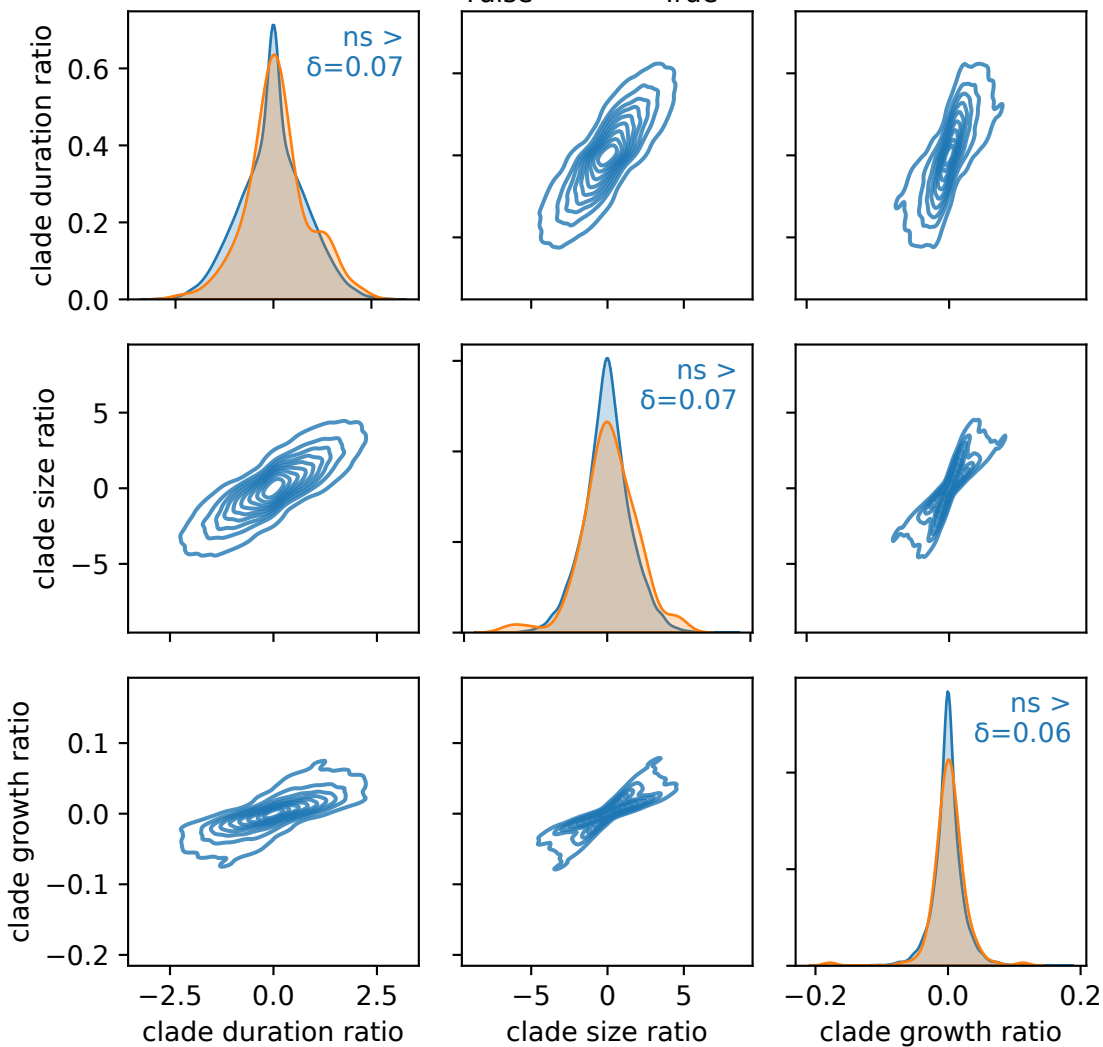 clade duration ratio
0.6
0.4
0.2
0.0
ns >
δ=0.07
clade size ratio
5
0
−5
ns >
δ=0.07
clade growth ratio
0.1
0.0
−0.1
−0.2
ns >
δ=0.06
−2.5 0.0 2.5
−5 0 5
−0.2 0.0 0.2
clade duration ratio
clade size ratio
clade growth ratio